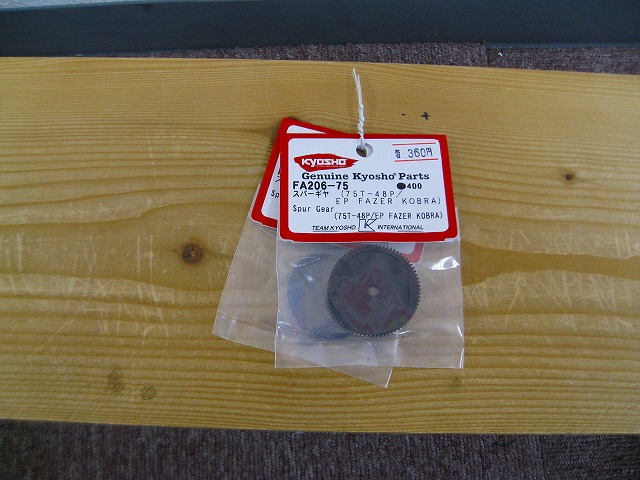 KYOSHO
360円
Genuine Kyosho Parts
FA206-75 ●400
スパーギヤ (75T-48P/
EP FAZER KOBRA)
Spur Gear
(75T-48P/EP FAZER KOBRA)
TEAM KYOSHO K INTERNATIONAL